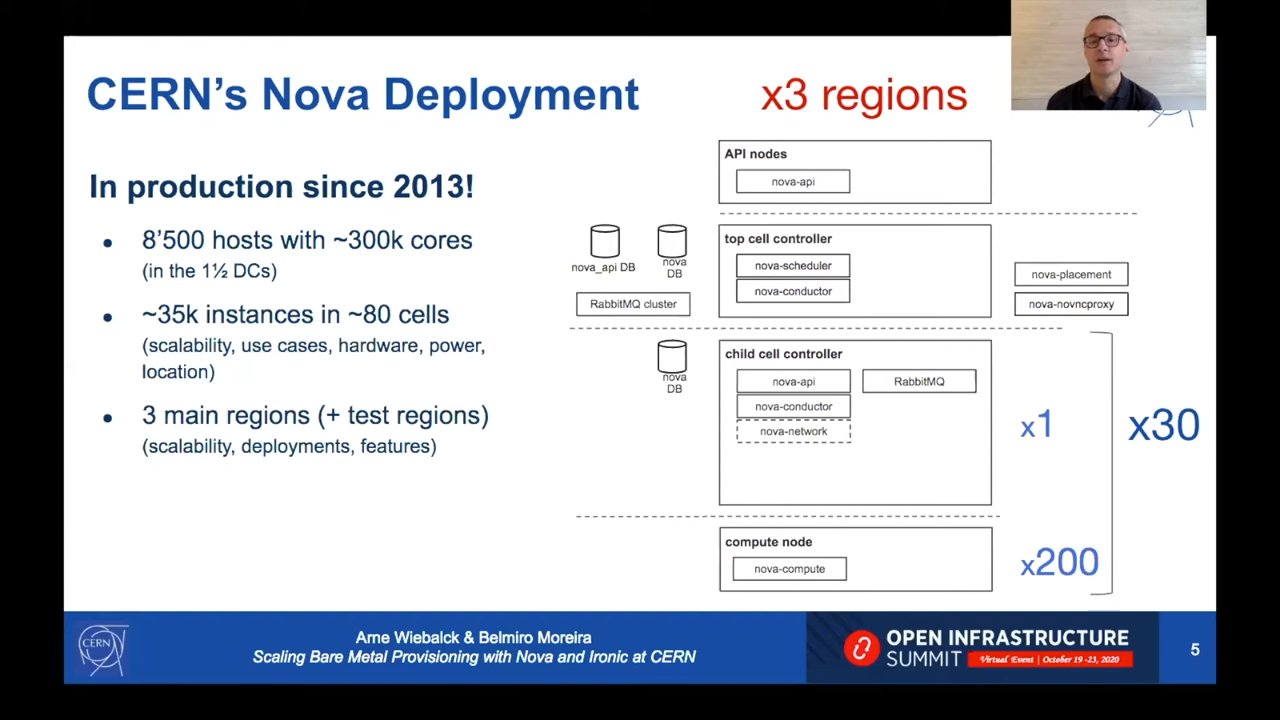 CERN's Nova Deployment
x3 regions
In production since 2013!
• 8'500 hosts with ~300k cores
(in the 1½ DCs)
• ~35k instances in ~80 cells
(scalability, use cases, hardware, power,
location)
• 3 main regions (+ test regions)
(scalability, deployments, features)
API nodes
nova-api
nova_api DB
nova
DB
RabbitMQ cluster
top cell controller
nova-scheduler
nova-conductor
nova-placement
nova-novncproxy
nova
DB
child cell controller
nova-api
RabbitMQ
nova-conductor
nova-network
x1
x30
compute node
nova-compute
x200
CERN
Arne Wiebalck & Belmiro Moreira
Scaling Bare Metal Provisioning with Nova and Ironic at CERN
OPEN INFRASTRUCTURE
SUMMIT
Virtual Event | October 19 -23, 2020
5